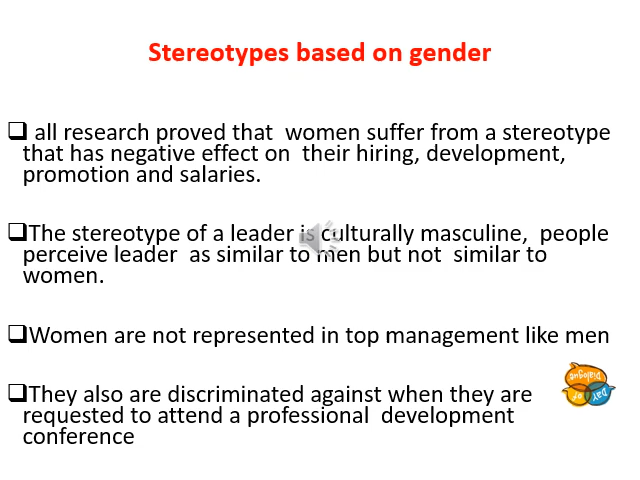 Stereotypes based on gender
all research proved that women suffer from a stereotype
that has negative effect on their hiring, development,
promotion and salaries.
The stereotype of a leader is culturally masculine, people
perceive leader as similar to men but not similar to
women.
Women are not represented in top management like men
They also are discriminated against when they are
requested to attend a professional development
conference
Dialogue
DAY OF